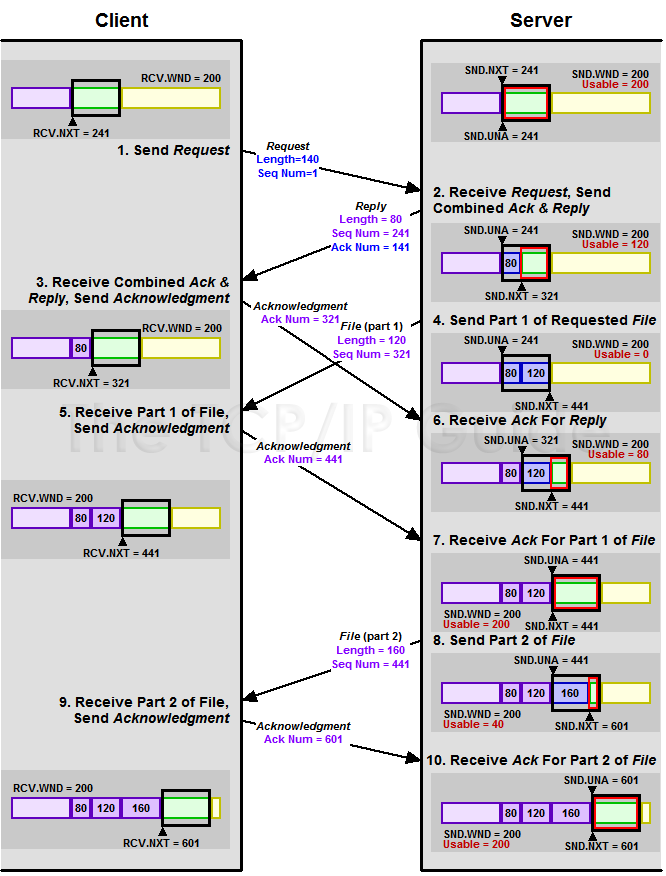 Client
Server
RCV.WND = 200
RCV.NXT = 241
SND.NXT = 241
SND.WND = 200
Usable = 200
SND.UNA = 241
1. Send Request
Request
Length=140
Seq Num=1
2. Receive Request, Send
Combined Ack & Reply
Reply
Length = 80
Seq Num = 241
Ack Num = 141
SND.UNA = 241
SND.WND = 200
Usable = 120
80
SND.NXT = 321
3. Receive Combined Ack &
Reply, Send Acknowledgment
Acknowledgment
Ack Num = 321
RCV.WND = 200
80
RCV.NXT = 321
4. Send Part 1 of Requested File
File (part 1)
Length = 120
Seq Num = 321
SND.UNA = 241
SND.WND = 200
Usable = 0
80
120
SND.NXT = 441
5. Receive Part 1 of File,
Send Acknowledgment
The TCP/IP Guide
Acknowledgment
Ack Num = 441
6. Receive Ack For Reply
SND.UNA = 321
SND.WND = 200
Usable = 80
80
120
SND.NXT = 441
RCV.WND = 200
80
120
RCV.NXT = 441
7. Receive Ack For Part 1 of File
SND.UNA = 441
80
120
SND.WND = 200
Usable = 200
SND.NXT = 441
8. Send Part 2 of File
File (part 2)
Length = 160
Seq Num = 441
SND.UNA = 441
80
120
160
SND.WND = 200
Usable = 40
SND.NXT = 601
9. Receive Part 2 of File,
Send Acknowledgment
Acknowledgment
Ack Num = 601
10. Receive Ack For Part 2 of File
RCV.WND = 200
80
120
160
RCV.NXT = 601
SND.UNA = 601
80
120
160
SND.WND = 200
Usable = 200
SND.NXT = 601